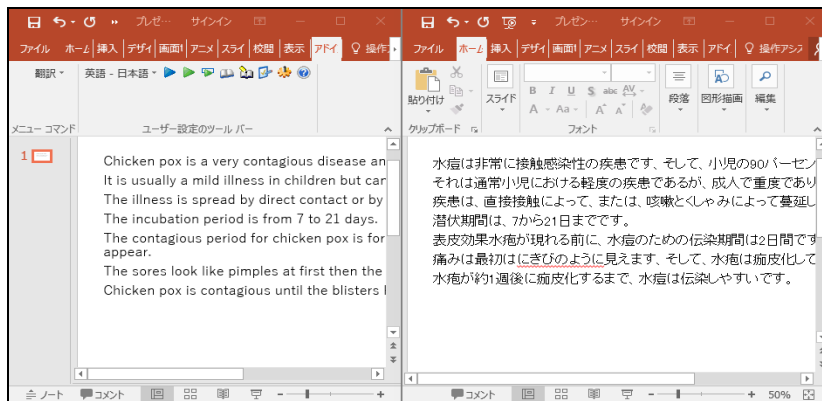 プレゼ… サインイン
ファイル ホーム 挿入 デザイ 画面! アニメ スライ 校閲 表示 アドイ 操作
翻訳 英語 - 日本語
メニュー コマンド ユーザー設定のツール バー
1
Chicken pox is a very contagious disease an
It is usually a mild illness in children but car
The illness is spread by direct contact or by
The incubation period is from 7 to 21 days.
The contagious period for chicken pox is for
appear.
The sores look like pimples at first then the
Chicken pox is contagious until the blisters
ノート コメント
プレゼン… サインイン
ファイル ホーム 挿入 デザイ 画面! アニメ スライ 校閲 表示 アドイ 操作アシ
貼り付け スライド B I U S abc AV A - Aa - A A 段落 図形描画 編集
クリップボード フォント
水痘は非常に接触感染性の疾患です、そして、小児の90パーセン
それは通常小児における軽度の疾患であるが、成人で重度であり
疾患は、直接接触によって、または、咳嗽とくしゃみによって蔓延し
潜伏期間は、7から21日までです。
表皮効果水疱が現れる前に、水痘のための伝染期間は2日間です
痛みは最初はにきびのように見えます、そして、水疱は痂皮化して
水疱が約1週後に痂皮化するまで、水痘は伝染しやすいです。
コメント 50%